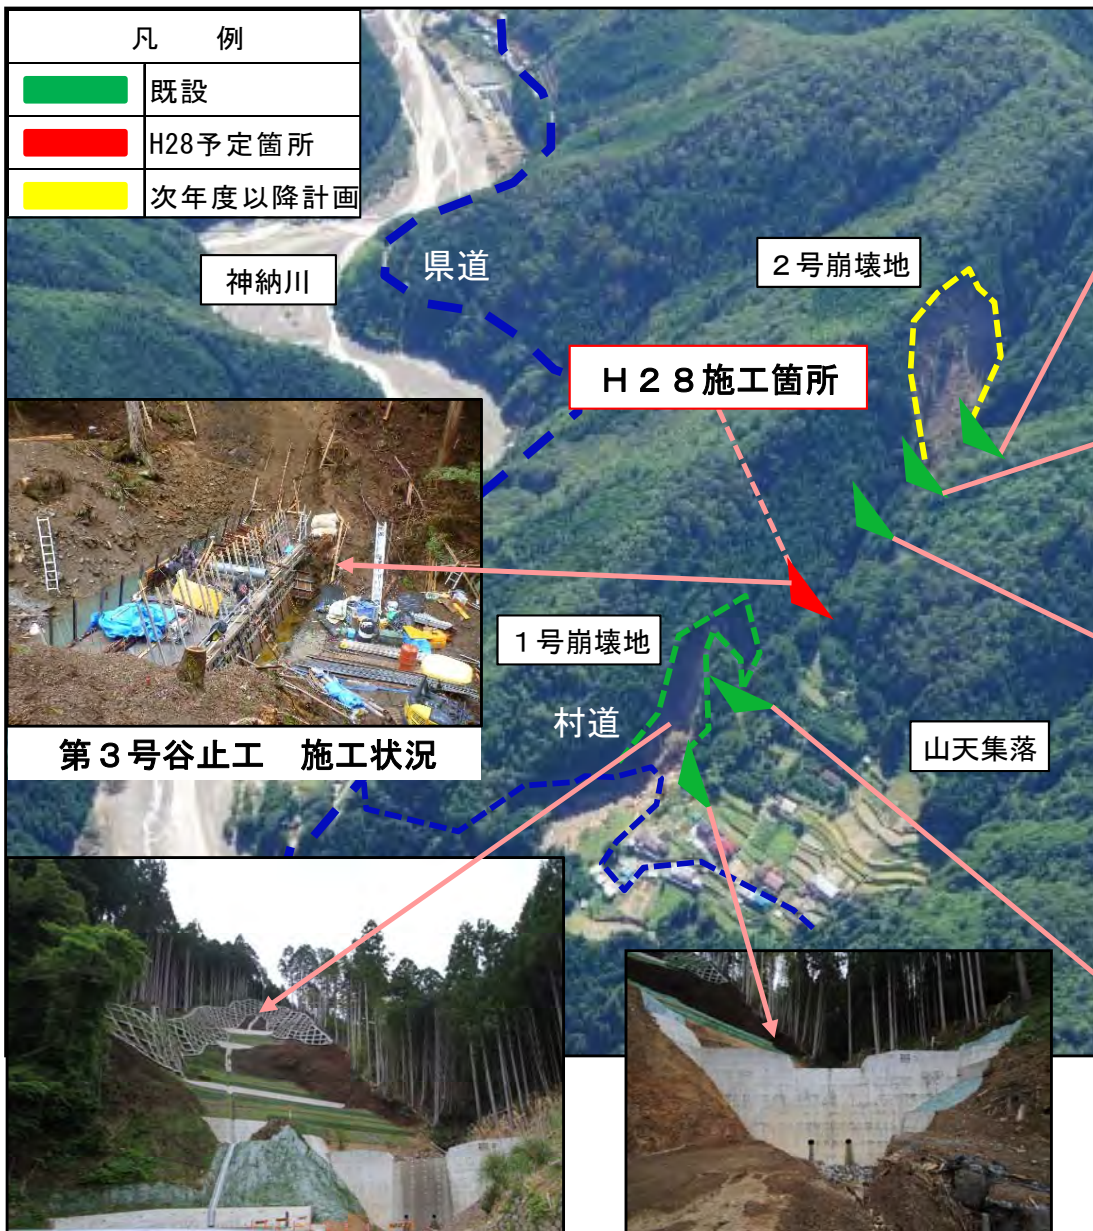 凡　例
既設
H28予定箇所
次年度以降計画
県道
２号崩壊地
神納川
Ｈ２８施工箇所
１号崩壊地
村道
山天集落
第３号谷止工　施工状況